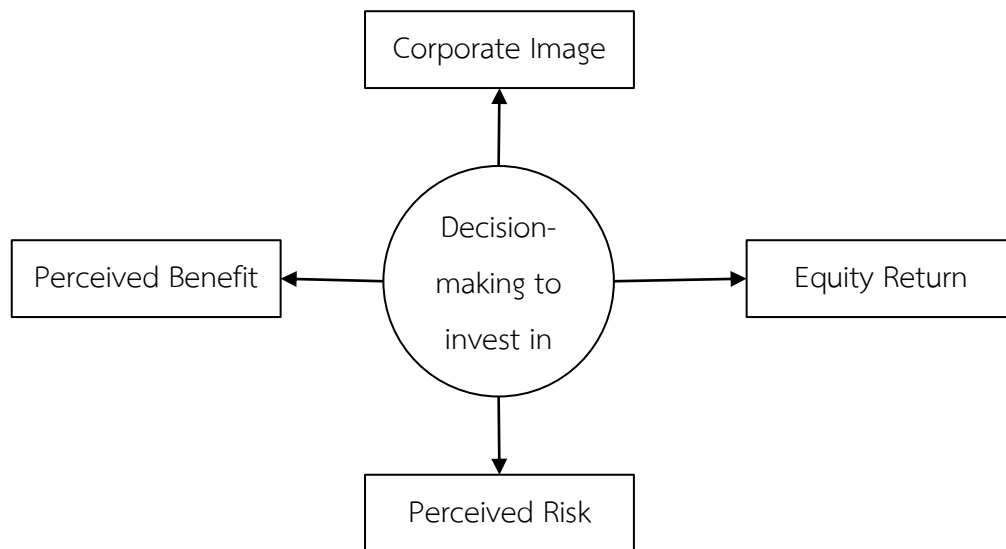 Corporate Image
Decision-
making to
invest in
Perceived Benefit
Equity Return
Perceived Risk